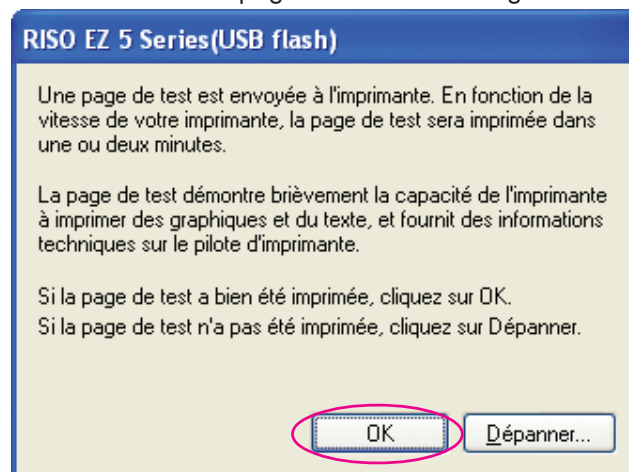 RISO EZ 5 Series(USB flash)
Une page de test est envoyée à l'imprimante. En fonction de la
vitesse de votre imprimante, la page de test sera imprimée dans
une ou deux minutes.
La page de test démontre brièvement la capacité de l'imprimante
à imprimer des graphiques et du texte, et fournit des informations
techniques sur le pilote d'imprimante.
Si la page de test a bien été imprimée, cliquez sur OK.
Si la page de test n'a pas été imprimée, cliquez sur Dépanner.
OK
Dépanner...